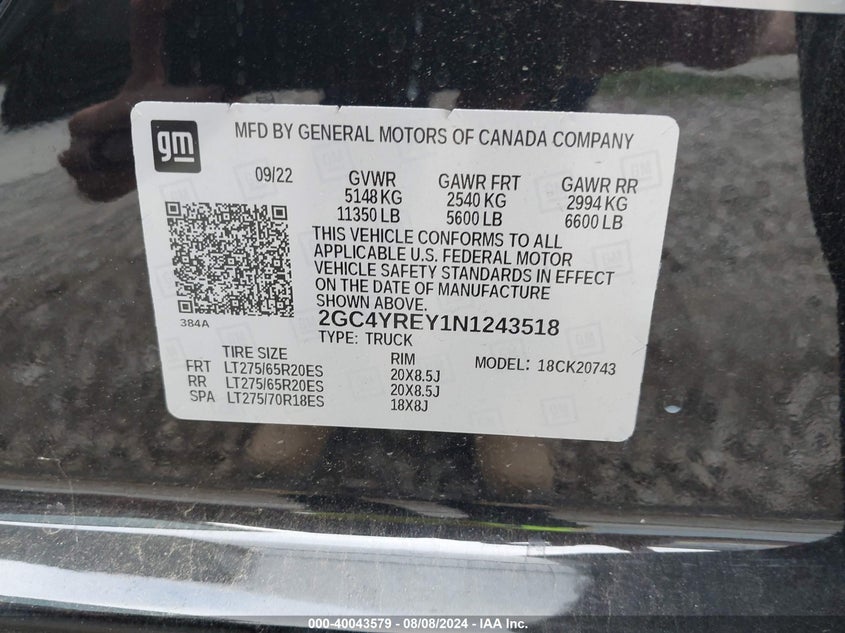 gm
MFD BY GENERAL MOTORS OF CANADA COMPANY
09/22
GVWR GAWR FRT GAWR RR
5148 KG 2540 KG 2994 KG
11350 LB 5600 LB 6600 LB
THIS VEHICLE CONFORMS TO ALL
APPLICABLE U.S. FEDERAL MOTOR
VEHICLE SAFETY STANDARDS IN EFFECT
ON THE DATE OF MANUFACTURE
SHOWN ABOVE.
384A
2GC4YREY1N1243518
TYPE: TRUCK
TIRE SIZE RIM MODEL: 18CK20743
FRT LT275/65R20ES 20X8.5J
RR LT275/65R20ES 20X8.5J
SPA LT275/70R18ES 18X8J
000-40043579 - 08/08/2024 - IAA Inc.